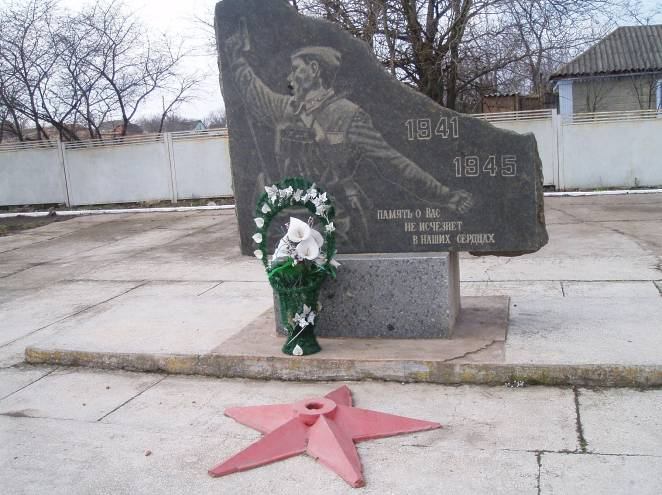 1941
1945
ПАМЯТЬ О ВАС
НЕ ИСЧЕЗНЕТ
В НАШИХ СЕРДЦАХ